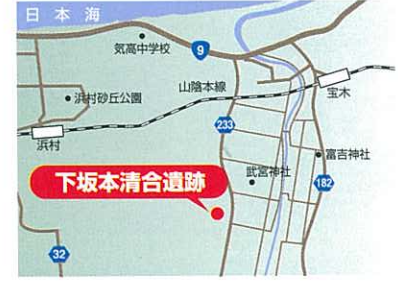 日本海
気高中学校
9
山陰本線
宝木
浜村砂丘公園
233
浜村
富吉神社
武宮神社
182
下坂本清合遺跡
32